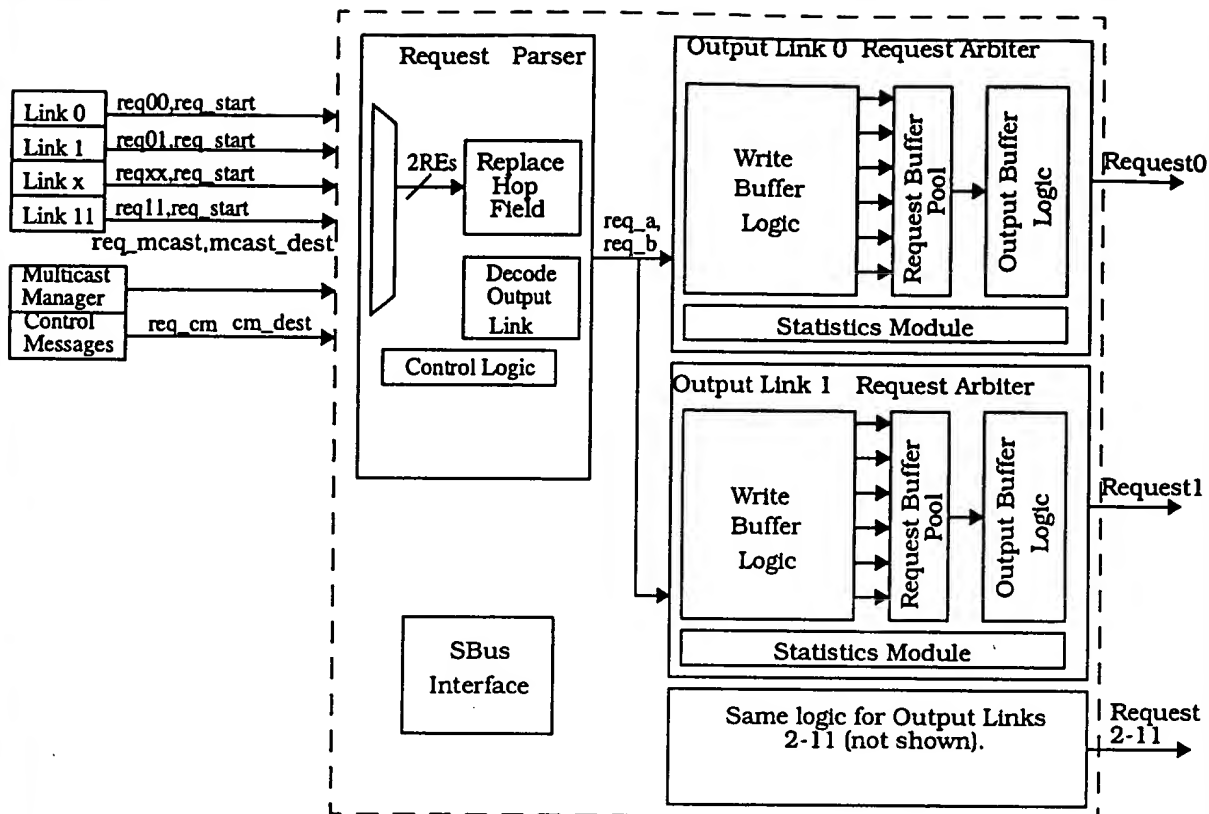 Request Parser
Link 0
req00,req_start
Link 1
req01,req_start
Link x
reqxx,req_start
Link 11
req11,req_start
req_mcast,mcast_dest
Multicast
Manager
Control
Messages
req_cm cm_dest
2REs
Replace
Hop
Field
Decode
Output
Link
Control Logic
SBus
Interface
req_a,
req_b
Output Link 0 Request Arbiter
Write
Buffer
Logic
Request Buffer
Pool
Output Buffer
Logic
Statistics Module
Request0
Output Link 1 Request Arbiter
Write
Buffer
Logic
Request Buffer
Pool
Output Buffer
Logic
Statistics Module
Request1
Same logic for Output Links
2-11 (not shown).
Request
2-11